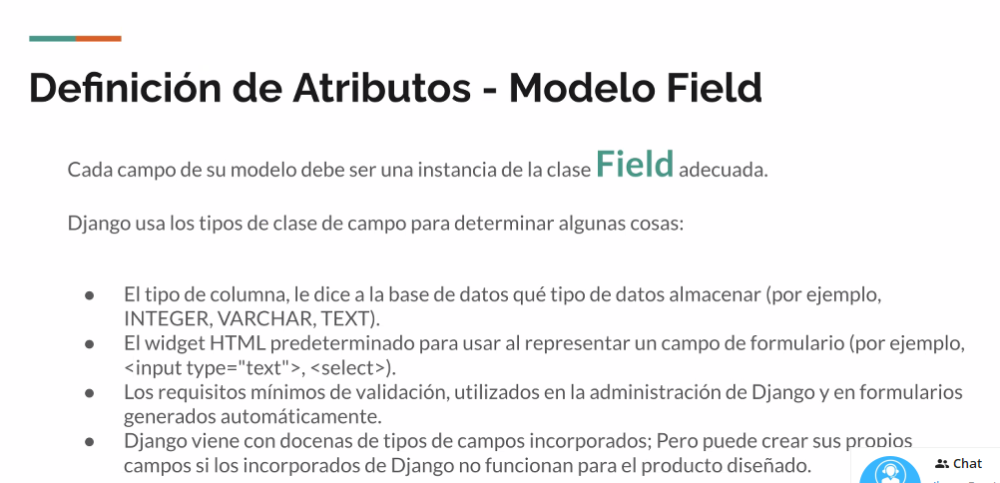 Definición de Atributos - Modelo Field
Cada campo de su modelo debe ser una instancia de la clase Field adecuada.
Django usa los tipos de clase de campo para determinar algunas cosas:
● El tipo de columna, le dice a la base de datos qué tipo de datos almacenar (por ejemplo,
INTEGER, VARCHAR, TEXT).
● El widget HTML predeterminado para usar al representar un campo de formulario (por ejemplo,
<input type="text">, <select>).
● Los requisitos mínimos de validación, utilizados en la administración de Django y en formularios
generados automáticamente.
● Django viene con docenas de tipos de campos incorporados; Pero puede crear sus propios
campos si los incorporados de Django no funcionan para el producto diseñado.
Chat